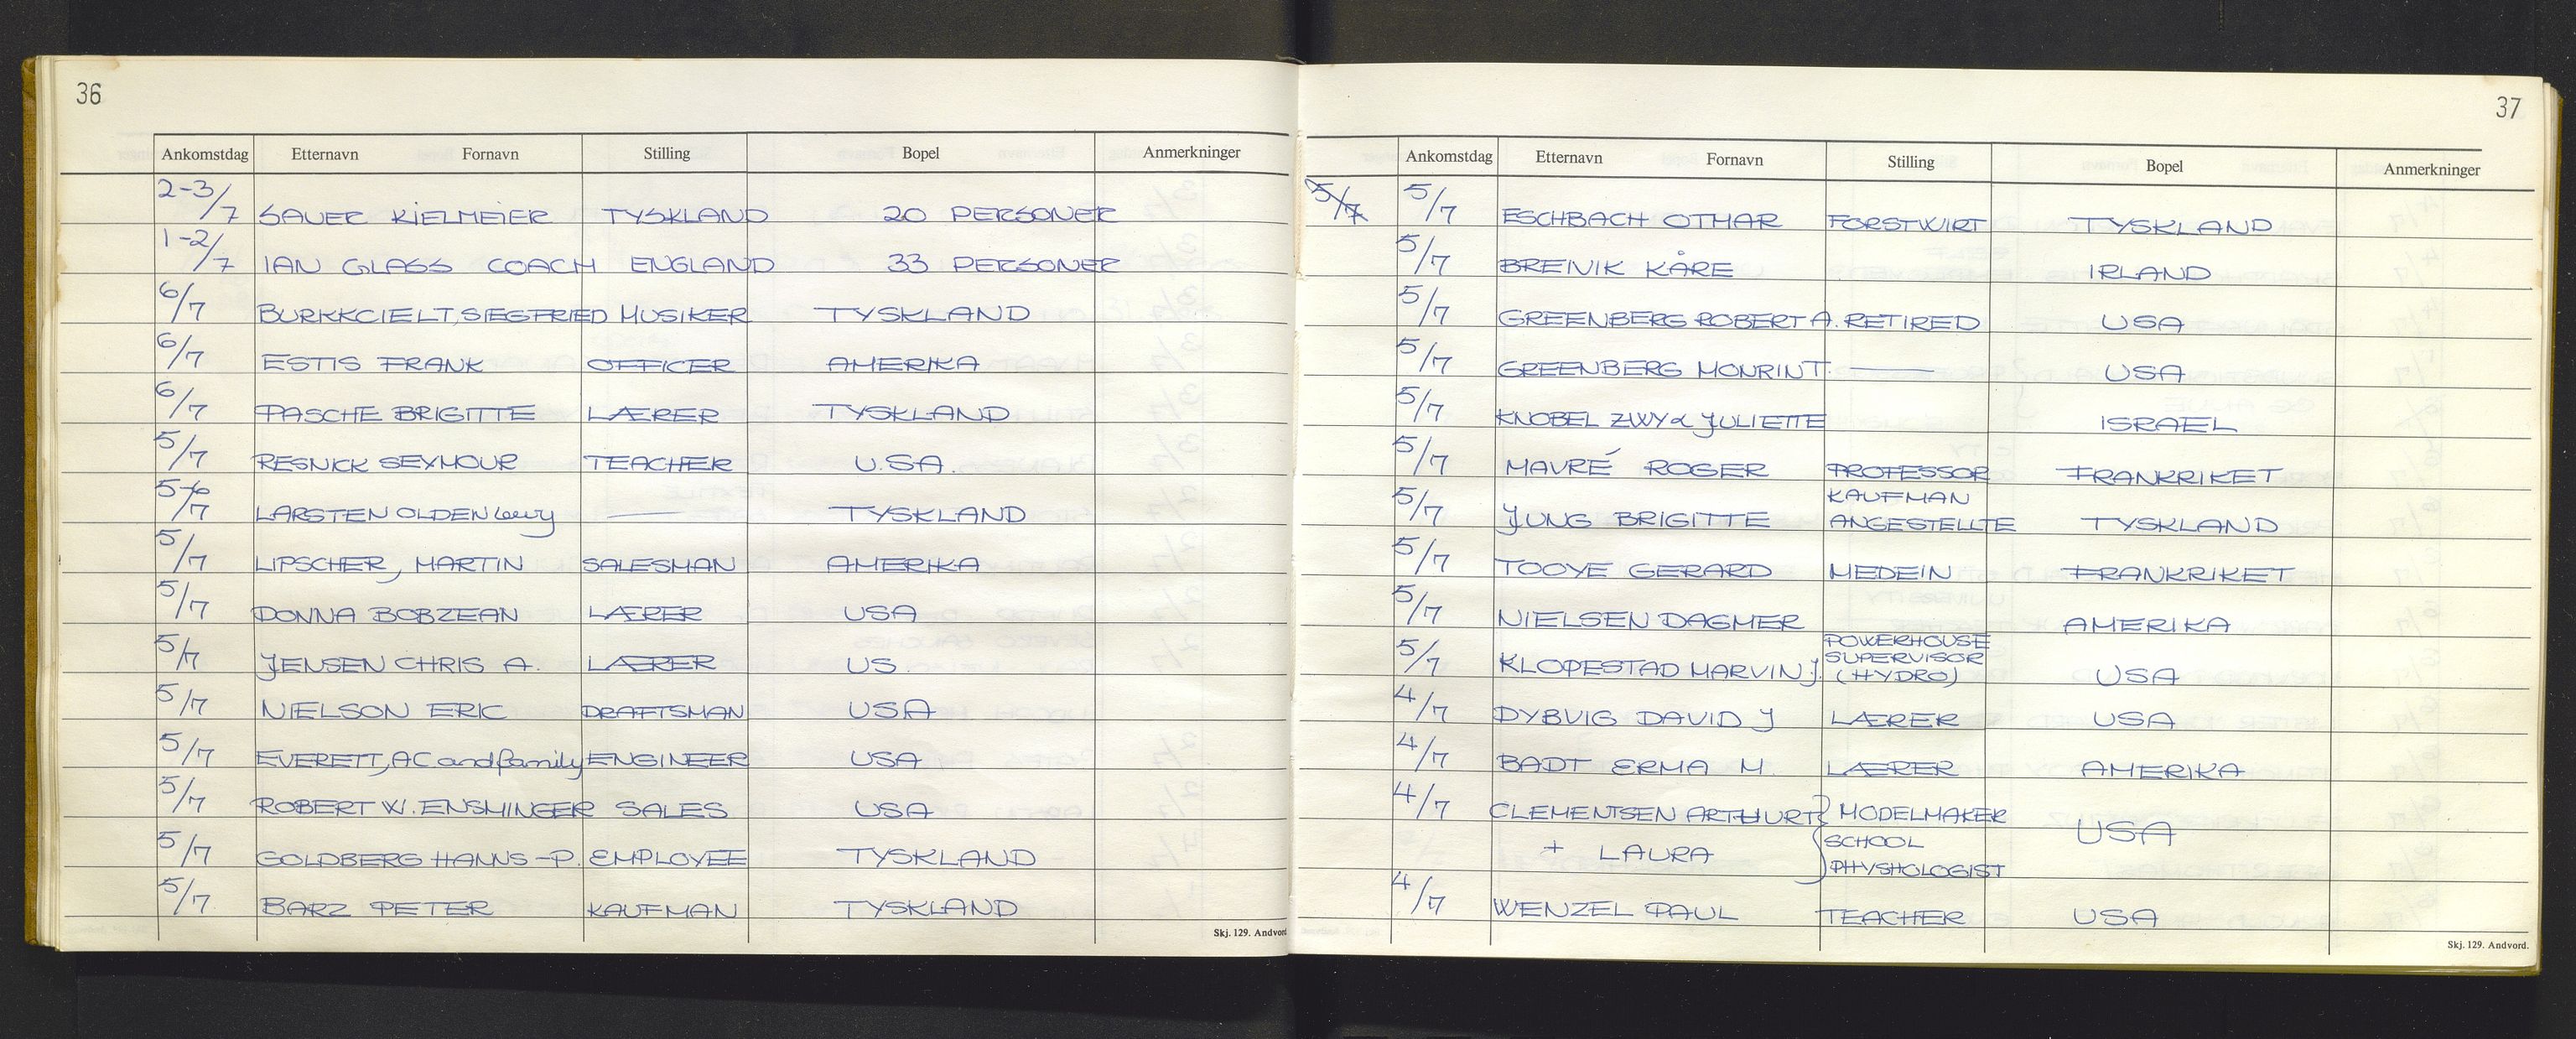 36
Ankomstdag Etternavn Fornavn Stilling Bopel Anmerkninger
2-3/7 SAUER KIELMEIER TYSKLAND 20 PERSONER
1-2/7 IAN GLASS COACH ENGLAND 33 PERSONER
6/7 BURKKCIELT, SIEGFRIED MUSIKER TYSKLAND
6/7 ESTIS FRANK OFFICER AMERIKA
6/7 PASCHE BRIGITTE LÆRER TYSKLAND
5/7 RESNICK SEYMOUR TEACHER U.S.A.
5-6/7 LARSTEN OLDEN — TYSKLAND
5/7 LIPSCHER, MARTIN SALESMAN AMERIKA
5/7 DONNA BOBZEAN LÆRER USA
5/7 JENSEN CHRIS A. LÆRER US.
5/7 NIELSON ERIC DRAFTSMAN USA
5/7 EVERETT, AC and family ENGINEER USA
5/7 ROBERT W. ENSMINGER SALES USA
5/7 GOLDBERG HANNS-P. EMPLOYEE TYSKLAND
5/7 BARZ PETER KAUFMAN TYSKLAND
Skj. 129. Andvord
37
Ankomstdag Etternavn Fornavn Stilling Bopel Anmerkninger
5/7 5/7 ESCHBACH OTHAR FORSTWIRT TYSKLAND
5/7 BREIVIK KÅRE IRLAND
5/7 GREENBERG ROBERT A. RETIRED USA
5/7 GREENBERG MONRINT. — USA
5/7 KNOBEL ZWY & JULIETTE ISRAEL
5/7 MAVRÉ ROGER PROFESSOR FRANKRIKET
KAUFMAN
5/7 JUNG BRIGITTE ANGESTELLTE TYSKLAND
5/7 TOOYE GERARD MEDEIN FRANKRIKET
5/7 NIELSEN DAGMER AMERIKA
POWERHOUSE
SUPERVISOR
5/7 KLOPESTAD MARVIN J. (HYDRO) USA
4/7 DYBVIG DAVID J LÆRER USA
4/7 BADT ERMA M. LÆRER AMERIKA
4/7 CLEMENTSEN ARTHUR T MODELMAKER USA
+ LAURA SCHOOL
PHYSHOLOGIST
4/7 WENZEL PAUL TEACHER USA
Skj. 129. Andvord.